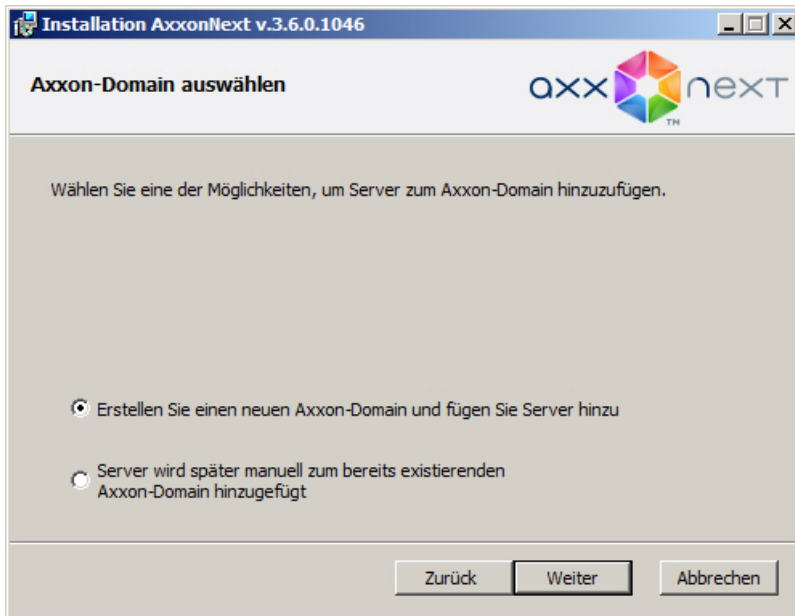 Installation AxxonNext v.3.6.0.1046
Axxon-Domain auswählen
axxonnext
TM
Wählen Sie eine der Möglichkeiten, um Server zum Axxon-Domain hinzuzufügen.
Erstellen Sie einen neuen Axxon-Domain und fügen Sie Server hinzu
Server wird später manuell zum bereits existierenden
Axxon-Domain hinzugefügt
Zurück Weiter Abbrechen